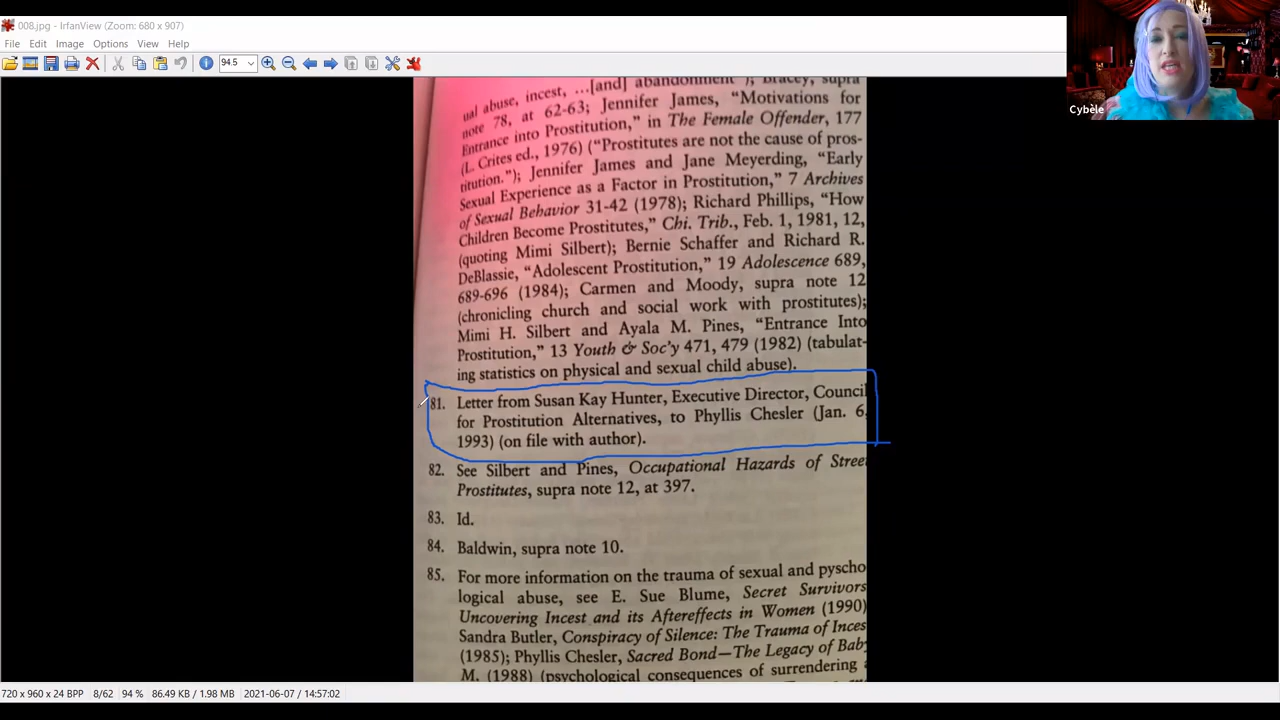 008.jpg - IrfanView (Zoom: 680 x 907)
File Edit Image Options View Help
94.5
Cybèle
ual abuse, incest, ...[and] abandonment"); Bracey, supra
note 78, at 62-63; Jennifer James, "Motivations for
Entrance into Prostitution," in The Female Offender, 177
(L. Crites ed., 1976) ("Prostitutes are not the cause of pros-
titution."); Jennifer James and Jane Meyerding, "Early
Sexual Experience as a Factor in Prostitution," 7 Archives
of Sexual Behavior 31-42 (1978); Richard Phillips, "How
Children Become Prostitutes," Chi. Trib., Feb. 1, 1981, 12,
(quoting Mimi Silbert); Bernie Schaffer and Richard R.
DeBlassie, "Adolescent Prostitution," 19 Adolescence 689,
689-696 (1984); Carmen and Moody, supra note 12
(chronicling church and social work with prostitutes);
Mimi H. Silbert and Ayala M. Pines, "Entrance Into
Prostitution," 13 Youth & Soc'y 471, 479 (1982) (tabulat-
ing statistics on physical and sexual child abuse).
81. Letter from Susan Kay Hunter, Executive Director, Council
for Prostitution Alternatives, to Phyllis Chesler (Jan. 6,
1993) (on file with author).
82. See Silbert and Pines, Occupational Hazards of Stree
Prostitutes, supra note 12, at 397.
83. Id.
84. Baldwin, supra note 10.
85. For more information on the trauma of sexual and pyscho
logical abuse, see E. Sue Blume, Secret Survivors
Uncovering Incest and its Aftereffects in Women (1990)
Sandra Butler, Conspiracy of Silence: The Trauma of Inces
(1985); Phyllis Chesler, Sacred Bond—The Legacy of Bab
M. (1988) (psychological consequences of surrendering a
720 x 960 x 24 BPP 8/62 94 % 86.49 KB / 1.98 MB 2021-06-07 / 14:57:02